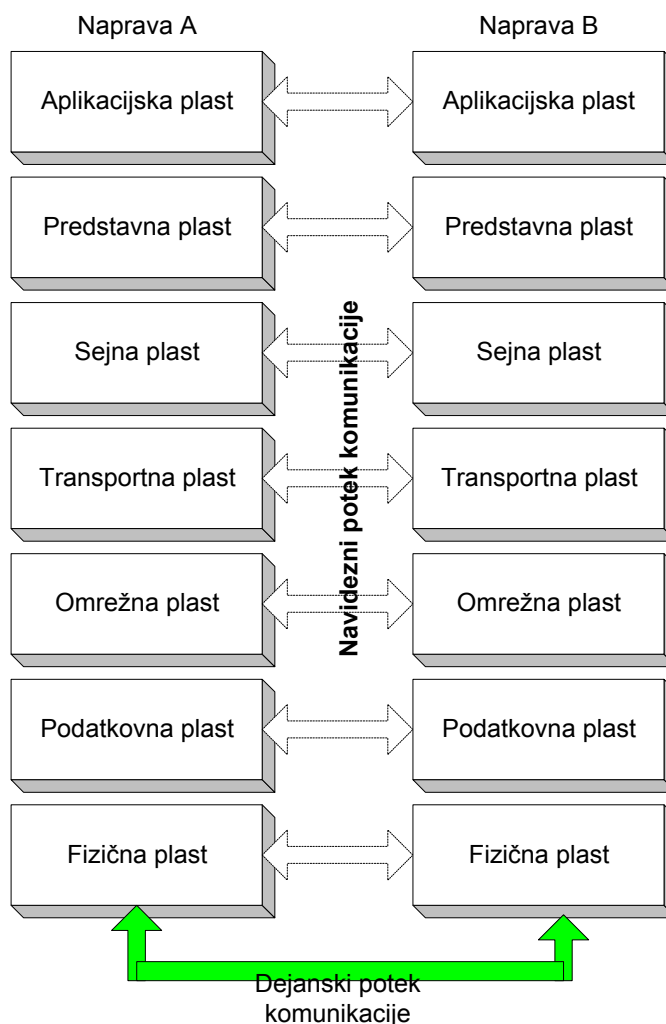 Naprava A
Naprava B
Aplikacijska plast
Aplikacijska plast
Predstavna plast
Predstavna plast
Sejna plast
Sejna plast
Transportna plast
Transportna plast
Omrežna plast
Omrežna plast
Podatkovna plast
Podatkovna plast
Fizična plast
Fizična plast
Navidezni potek komunikacije
Dejanski potek
komunikacije